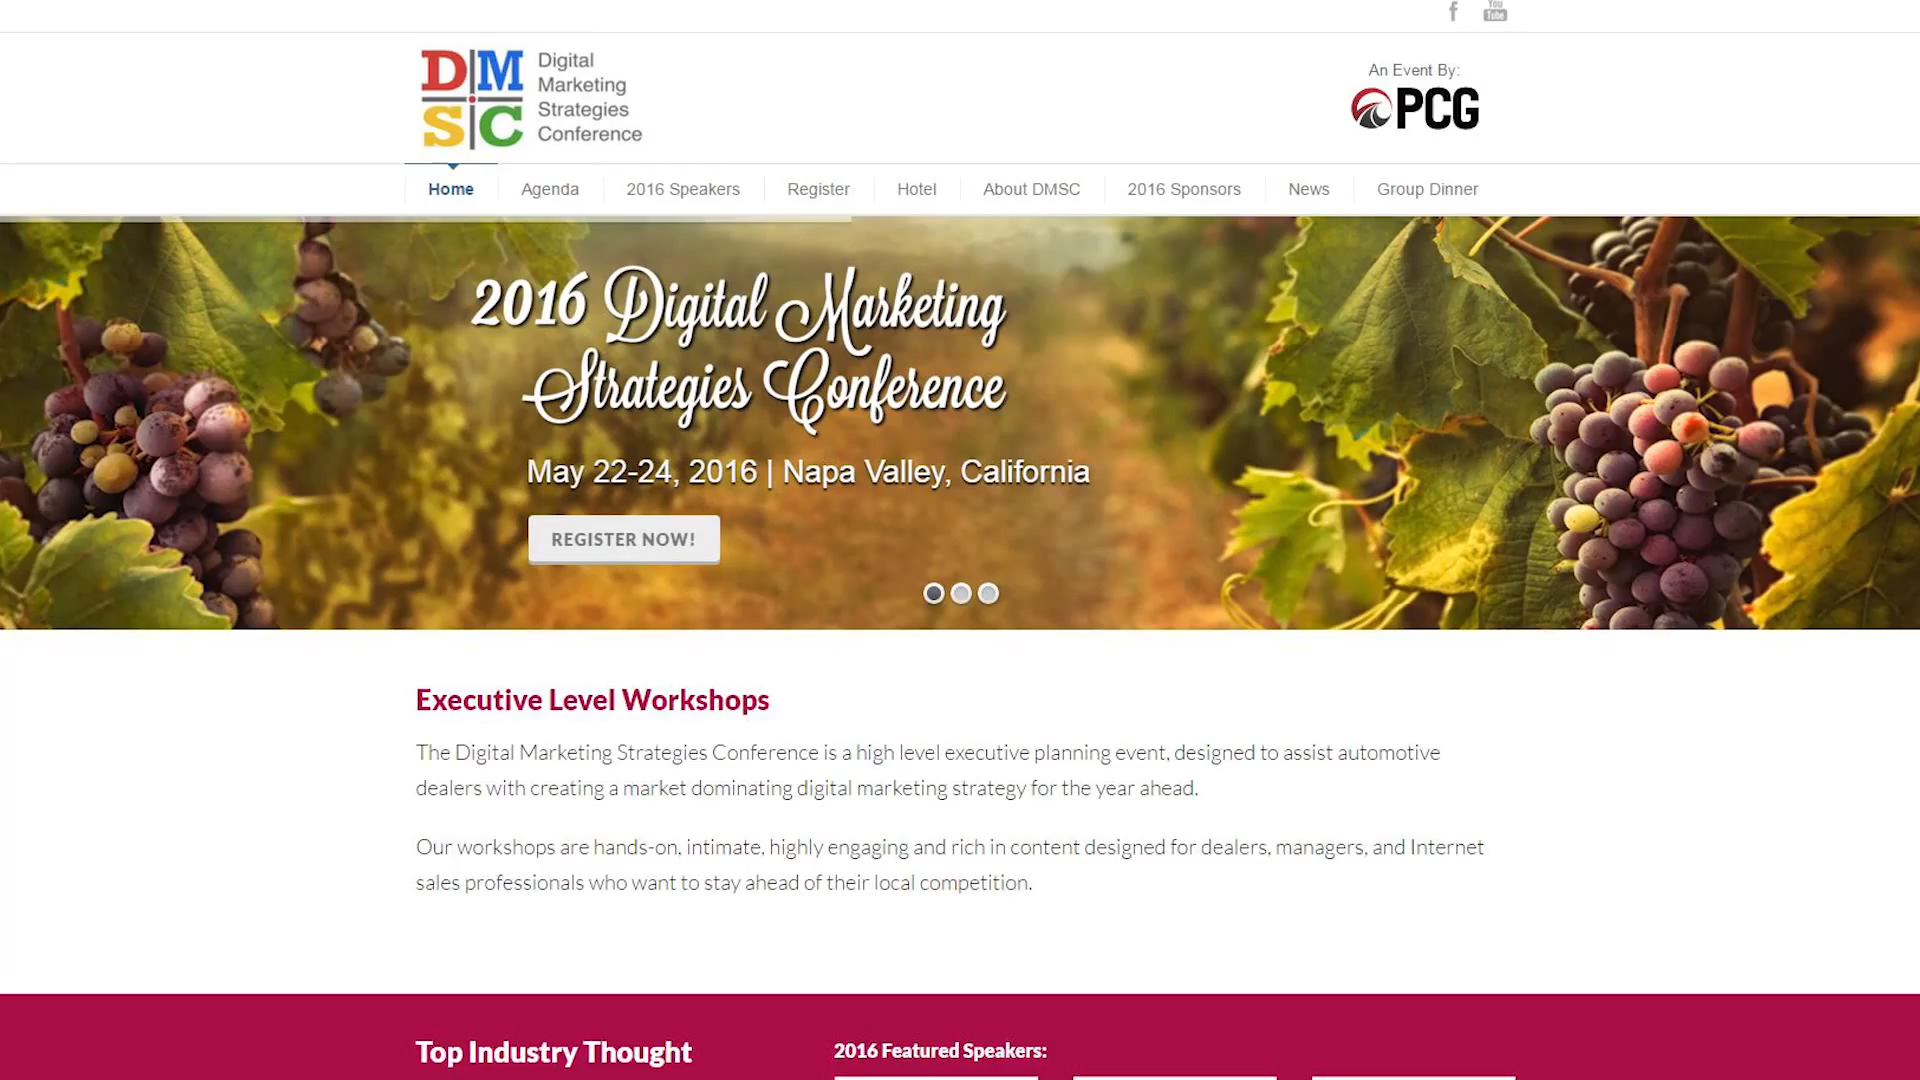 You
Tube
DM
SC
Digital
Marketing
Strategies
Conference
An Event By:
PCG
Home
Agenda
2016 Speakers
Register
Hotel
About DMSC
2016 Sponsors
News
Group Dinner
2016 Digital Marketing
Strategies Conference
May 22-24, 2016 | Napa Valley, California
REGISTER NOW!
Executive Level Workshops
The Digital Marketing Strategies Conference is a high level executive planning event, designed to assist automotive
dealers with creating a market dominating digital marketing strategy for the year ahead.
Our workshops are hands-on, intimate, highly engaging and rich in content designed for dealers, managers, and Internet
sales professionals who want to stay ahead of their local competition.
Top Industry Thought
2016 Featured Speakers: